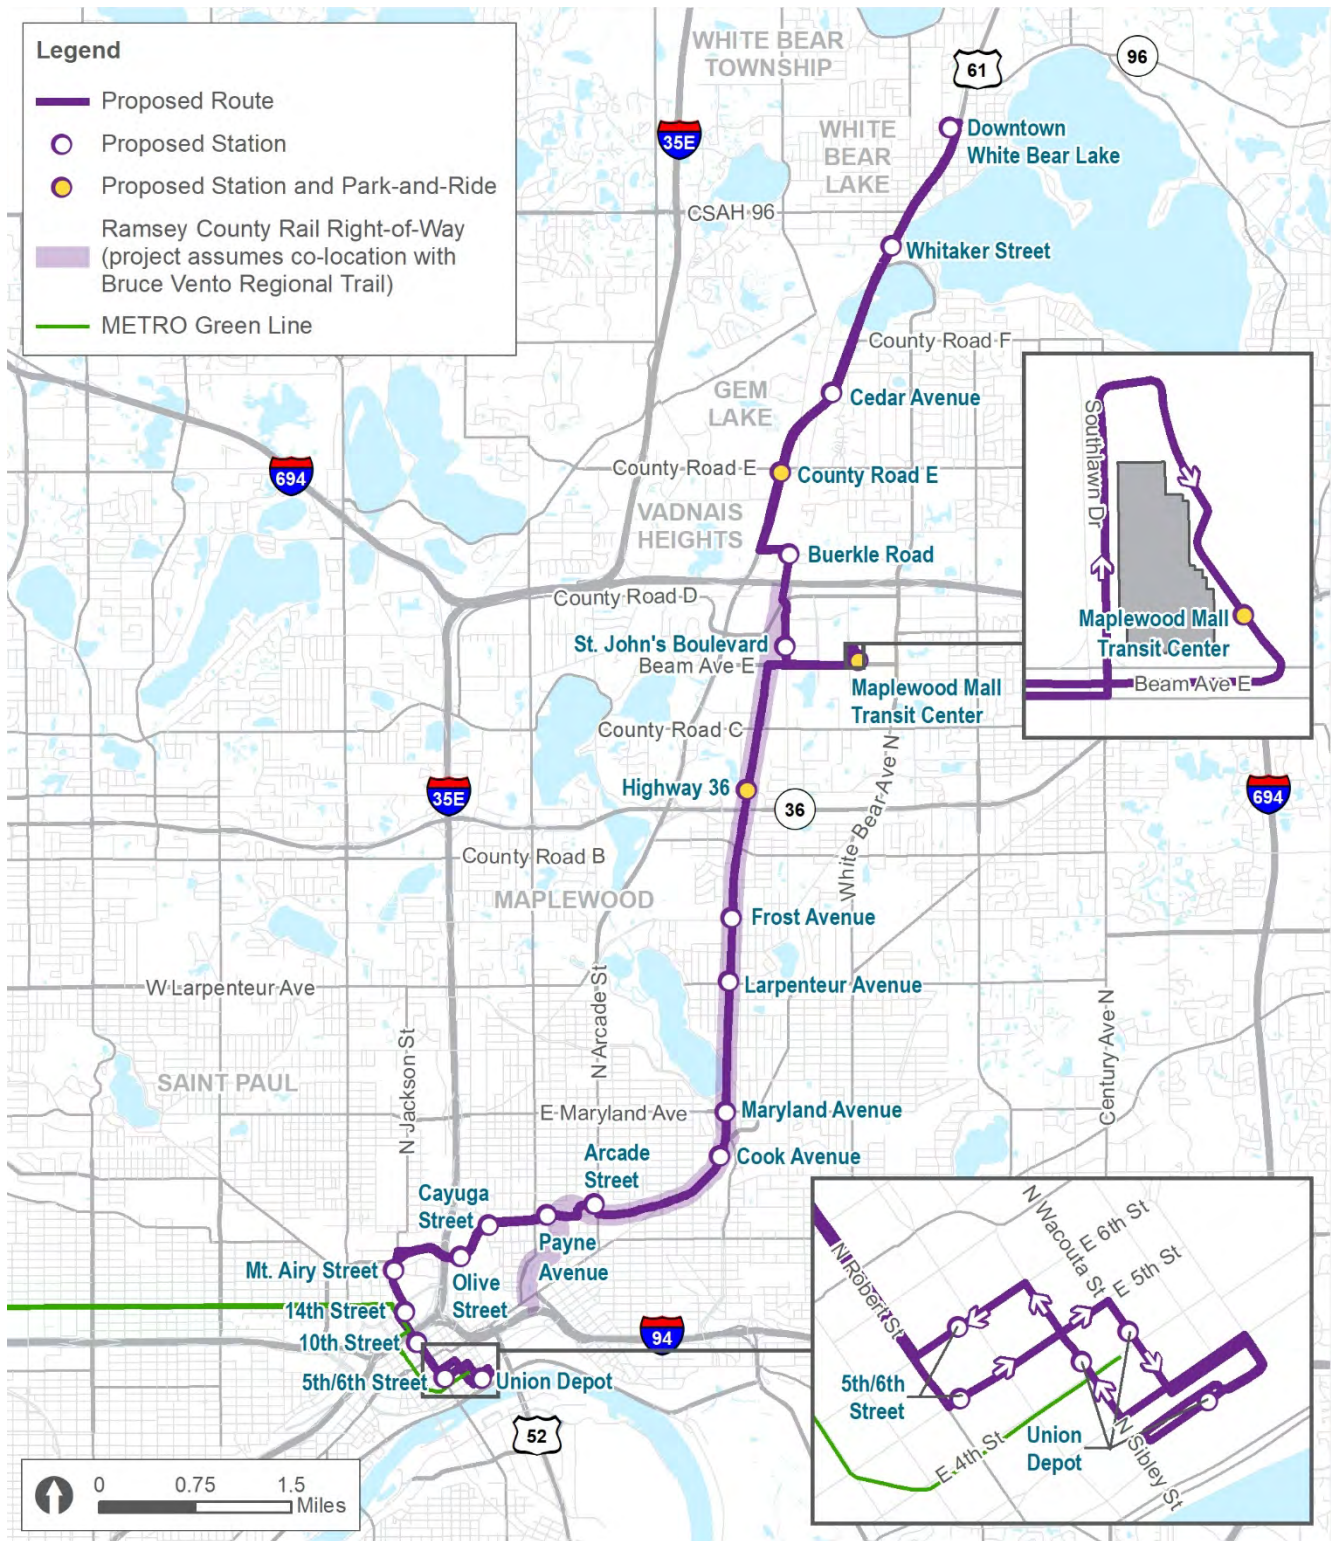 Legend
Proposed Route
Proposed Station
Proposed Station and Park-and-Ride
Ramsey County Rail Right-of-Way
(project assumes co-location with
Bruce Vento Regional Trail)
METRO Green Line
WHITE BEAR
TOWNSHIP
61
96
35E
WHITE
BEAR
LAKE
Downtown
White Bear Lake
CSAH 96
Whitaker Street
County Road F
GEM
LAKE
Cedar Avenue
694
County Road E
County Road E
VADNAIS
HEIGHTS
Buerkle Road
County Road D
St. John's Boulevard
Beam Ave E
Maplewood Mall
Transit Center
County Road C
Highway 36
36
35E
694
White Bear Ave N
County Road B
MAPLEWOOD
Frost Avenue
W Larpenteur Ave
Larpenteur Avenue
N Arcade St
N Jackson St
Century Ave N
SAINT PAUL
E Maryland Ave
Maryland Avenue
Cook Avenue
Arcade
Street
Cayuga
Street
Payne
Avenue
Mt. Airy Street
Olive
Street
14th Street
10th Street
94
5th/6th Street
Union Depot
52
Southlawn Dr
Maplewood Mall
Transit Center
Beam Ave E
N Robert St
N Wacouta St
E 6th St
E 5th St
5th/6th
Street
E 4th St
Union
Depot
N Sibley St
0 0.75 1.5
Miles